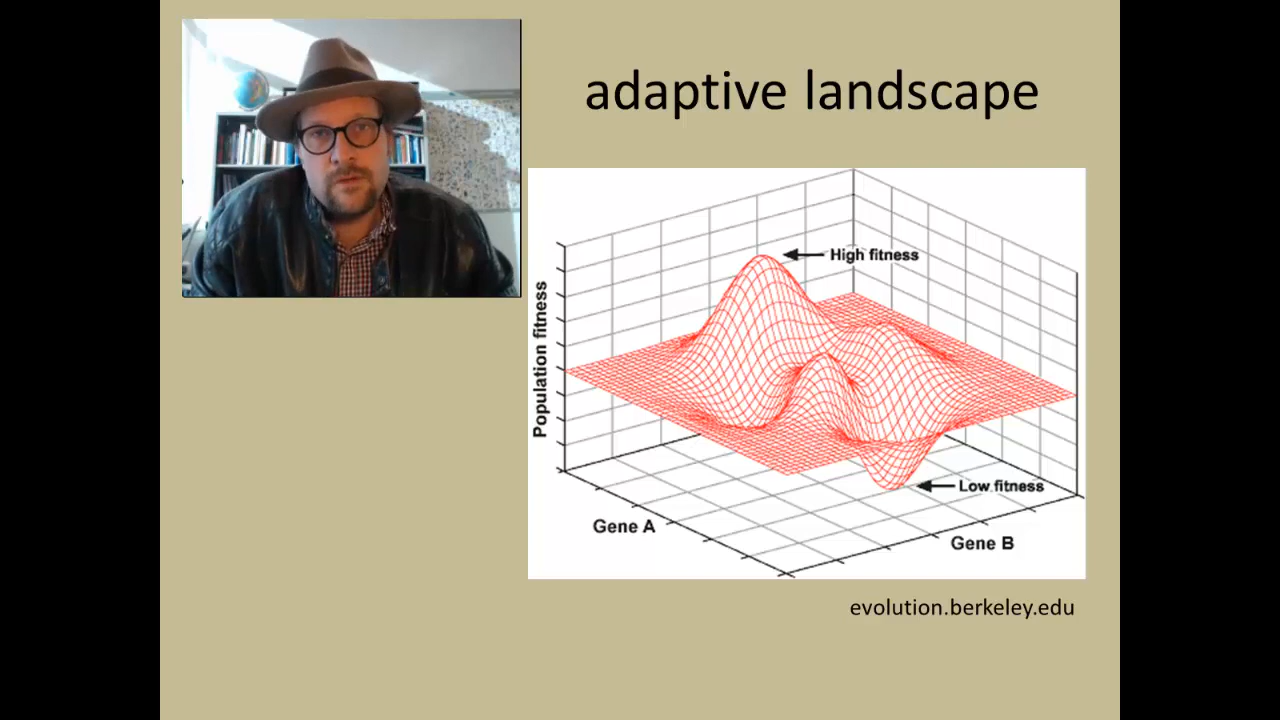 adaptive landscape
High fitness
Population fitness
Low fitness
Gene A
Gene B
evolution.berkeley.edu